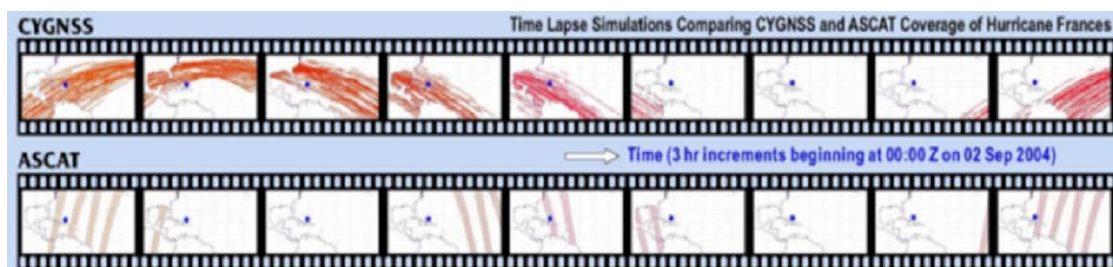 CYGNSS
Time Lapse Simulations Comparing CYGNSS and ASCAT Coverage of Hurricane Frances
ASCAT
Time (3 hr increments beginning at 00:00 Z on 02 Sep 2004)